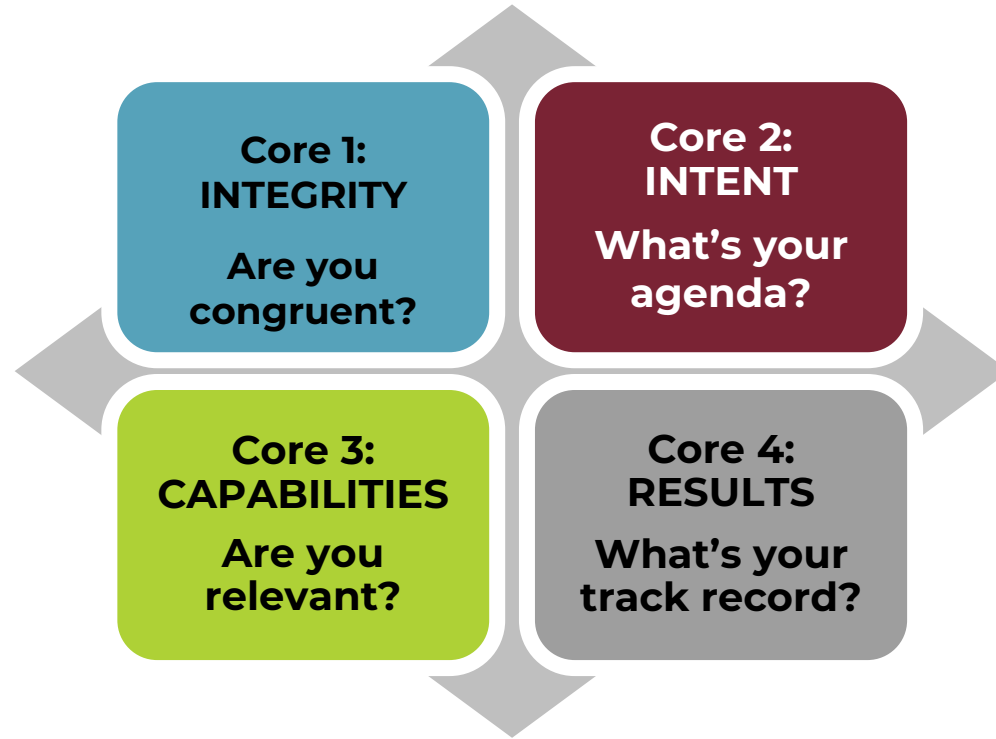 Core 1:
INTEGRITY
Are you
congruent?
Core 2:
INTENT
What’s your
agenda?
Core 3:
CAPABILITIES
Are you
relevant?
Core 4:
RESULTS
What’s your
track record?